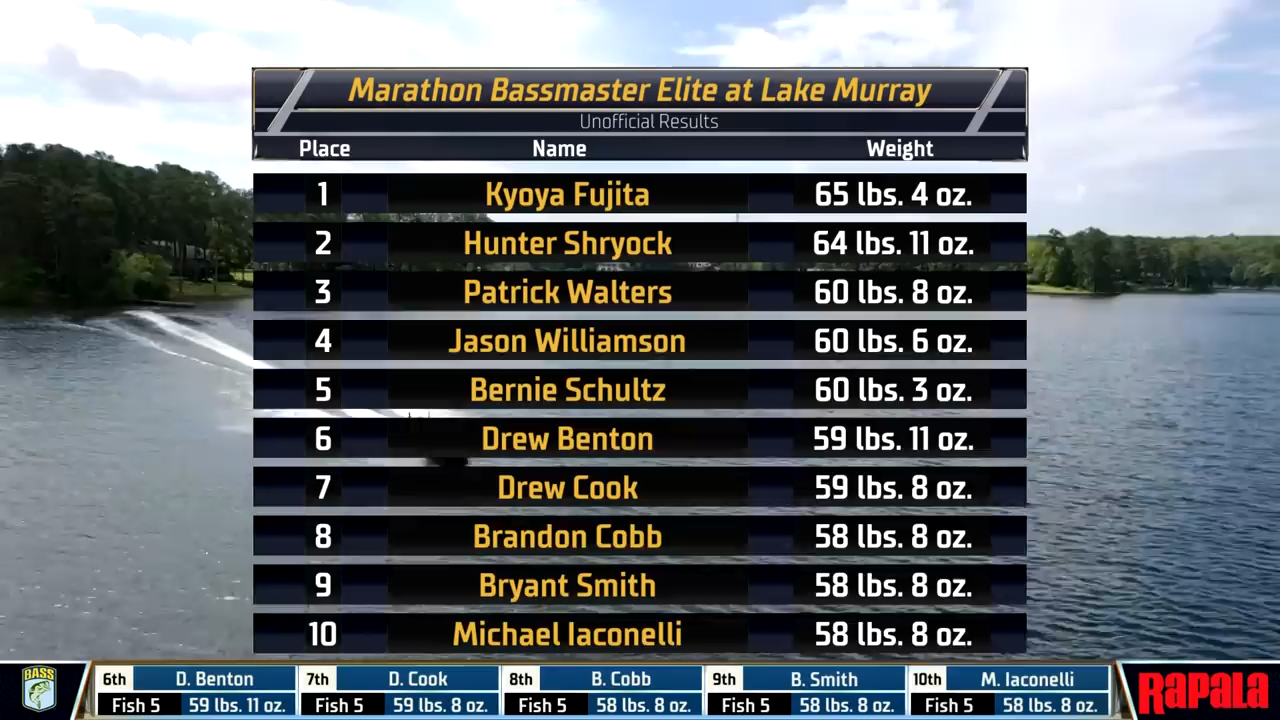 Marathon Bassmaster Elite at Lake Murray
Unofficial Results
Place Name Weight
1 Kyoya Fujita 65 lbs. 4 oz.
2 Hunter Shryock 64 lbs. 11 oz.
3 Patrick Walters 60 lbs. 8 oz.
4 Jason Williamson 60 lbs. 6 oz.
5 Bernie Schultz 60 lbs. 3 oz.
6 Drew Benton 59 lbs. 11 oz.
7 Drew Cook 59 lbs. 8 oz.
8 Brandon Cobb 58 lbs. 8 oz.
9 Bryant Smith 58 lbs. 8 oz.
10 Michael Iaconelli 58 lbs. 8 oz.
BASS
6th D. Benton 7th D. Cook 8th B. Cobb 9th B. Smith 10th M. Iaconelli
Fish 5 59 lbs. 11 oz. Fish 5 59 lbs. 8 oz. Fish 5 58 lbs. 8 oz. Fish 5 58 lbs. 8 oz. Fish 5 58 lbs. 8 oz.
RAPALA